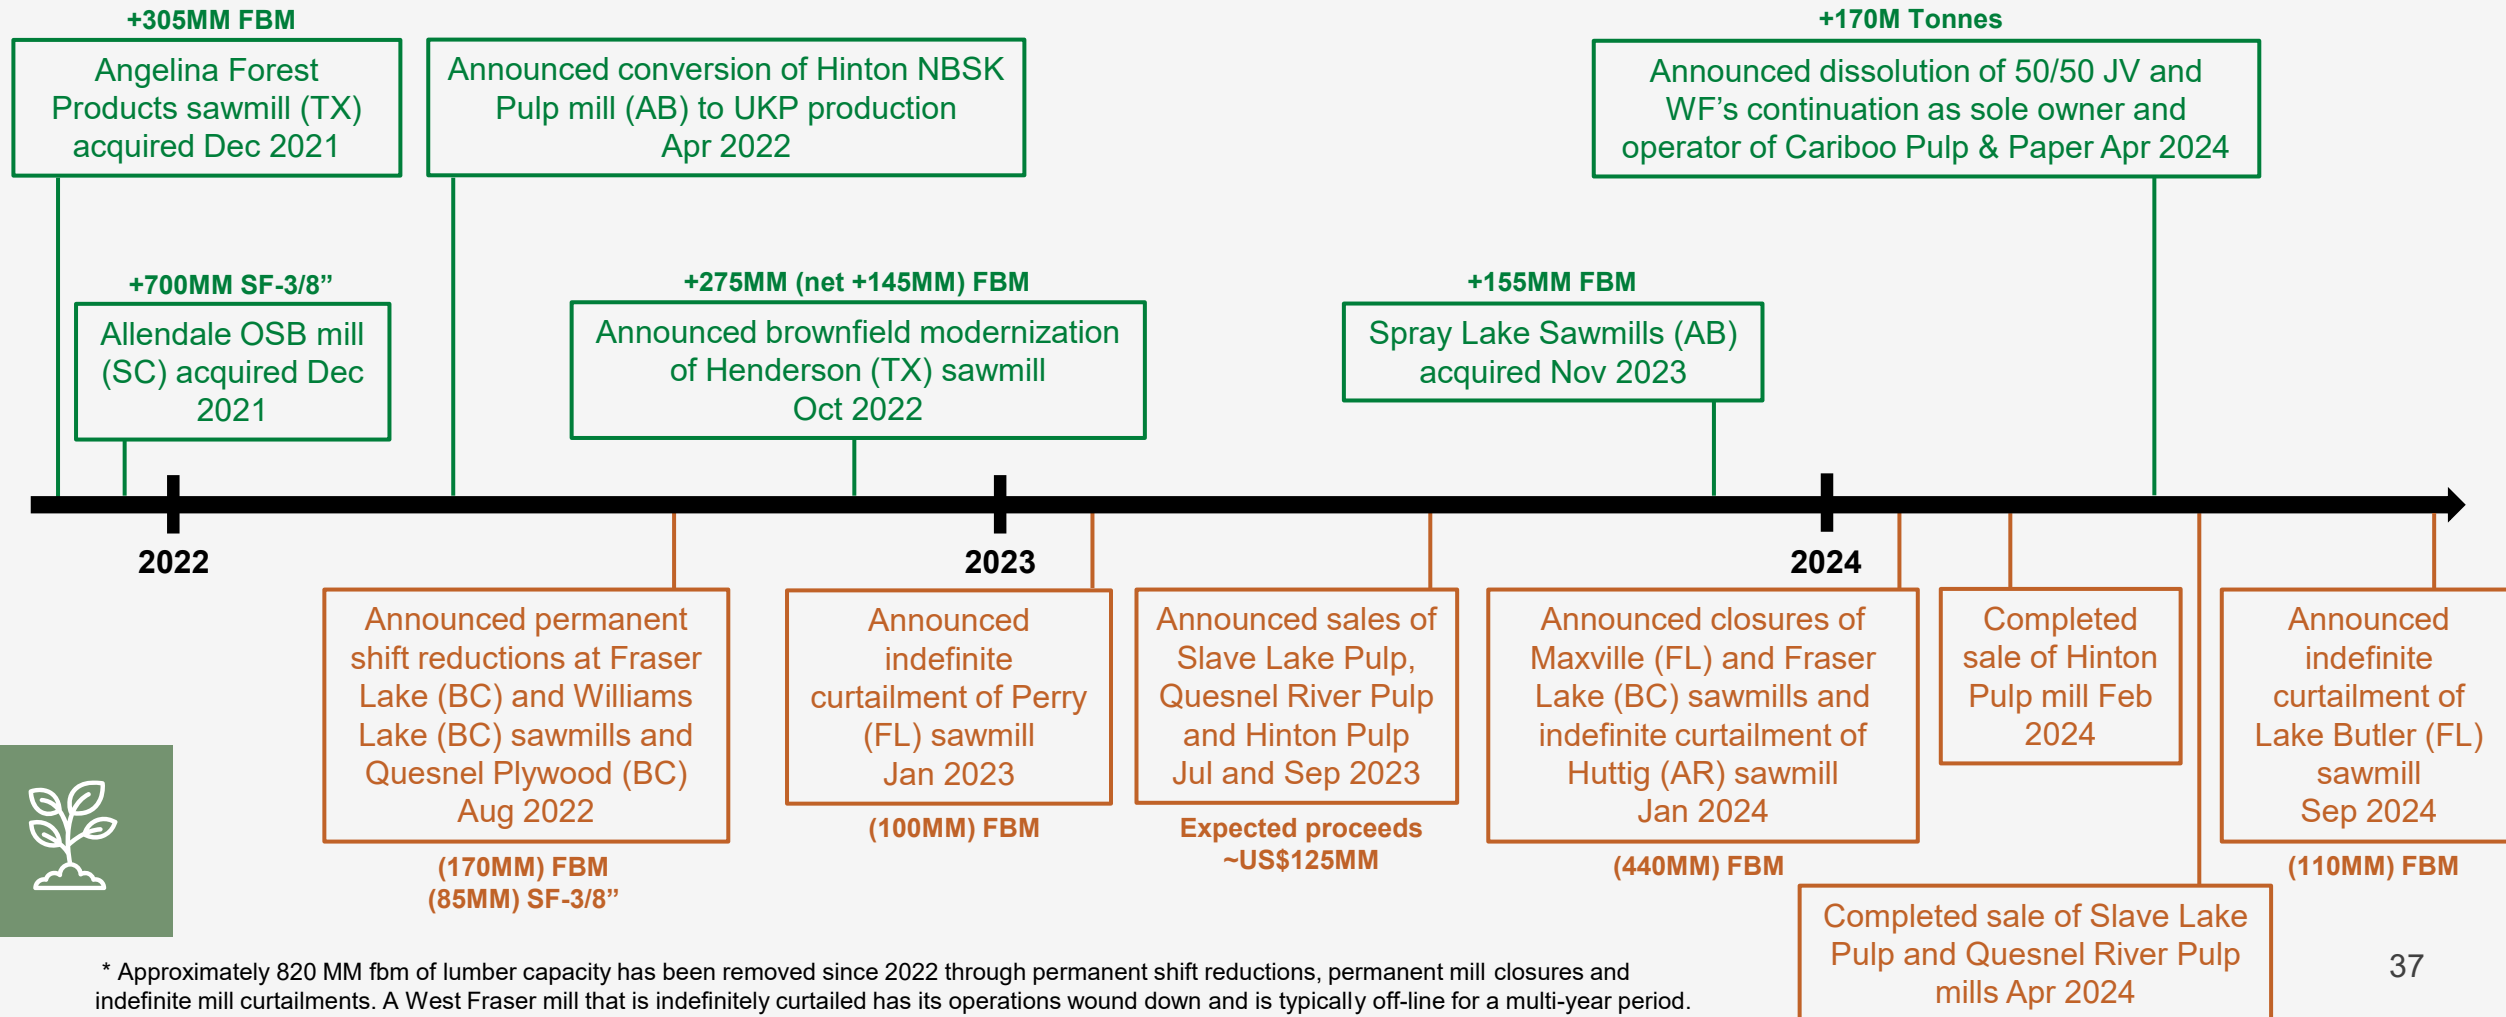 +305MM FBM
Angelina Forest
Products sawmill (TX)
acquired Dec 2021
Announced conversion of Hinton NBSK
Pulp mill (AB) to UKP production
Apr 2022
+170M Tonnes
Announced dissolution of 50/50 JV and
WF’s continuation as sole owner and
operator of Cariboo Pulp & Paper Apr 2024
+700MM SF-3/8”
Allendale OSB mill
(SC) acquired Dec
2021
+275MM (net +145MM) FBM
Announced brownfield modernization
of Henderson (TX) sawmill
Oct 2022
+155MM FBM
Spray Lake Sawmills (AB)
acquired Nov 2023
2022
2023
2024
Announced permanent
shift reductions at Fraser
Lake (BC) and Williams
Lake (BC) sawmills and
Quesnel Plywood (BC)
Aug 2022
(170MM) FBM
(85MM) SF-3/8”
Announced
indefinite
curtailment of Perry
(FL) sawmill
Jan 2023
(100MM) FBM
Announced sales of
Slave Lake Pulp,
Quesnel River Pulp
and Hinton Pulp
Jul and Sep 2023
Expected proceeds
~US$125MM
Announced closures of
Maxville (FL) and Fraser
Lake (BC) sawmills and
indefinite curtailment of
Huttig (AR) sawmill
Jan 2024
(440MM) FBM
Completed
sale of Hinton
Pulp mill Feb
2024
Announced
indefinite
curtailment of
Lake Butler (FL)
sawmill
Sep 2024
(110MM) FBM
Completed sale of Slave Lake
Pulp and Quesnel River Pulp
mills Apr 2024
* Approximately 820 MM fbm of lumber capacity has been removed since 2022 through permanent shift reductions, permanent mill closures and
indefinite mill curtailments. A West Fraser mill that is indefinitely curtailed has its operations wound down and is typically off-line for a multi-year period.
37